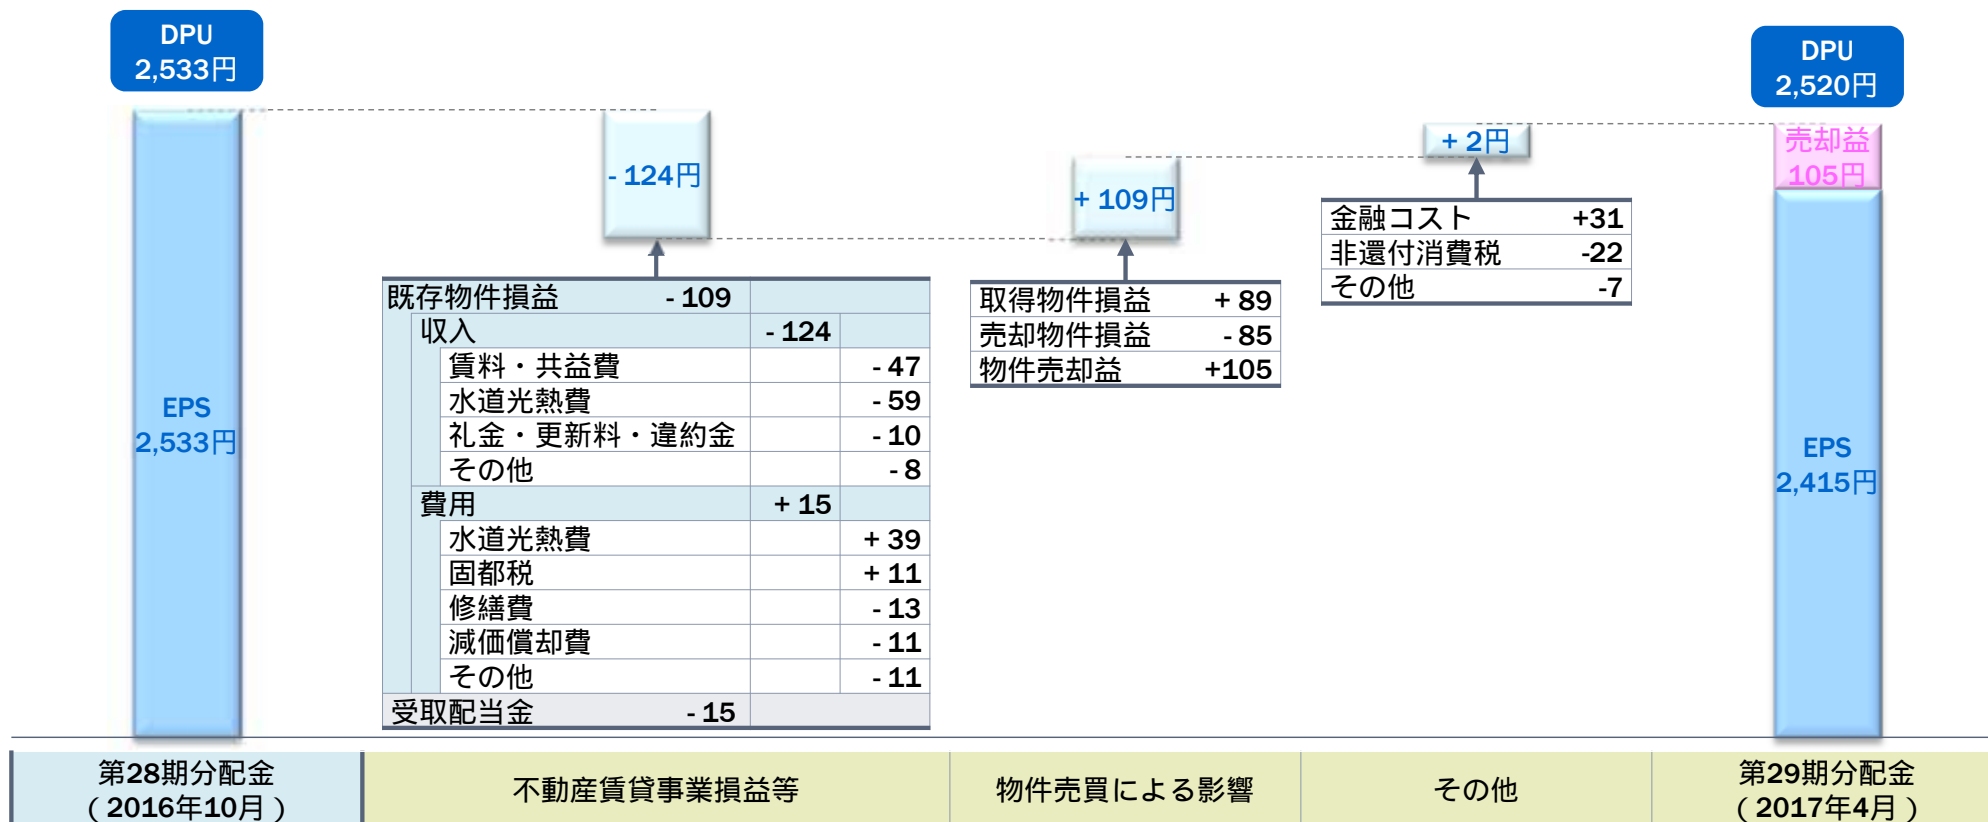 DPU
2,533円
EPS
2,533円
- 124円
既存物件損益 - 109
収入 - 124
賃料・共益費 - 47
水道光熱費 - 59
礼金・更新料・違約金 - 10
その他 - 8
費用 + 15
水道光熱費 + 39
固都税 + 11
修繕費 - 13
減価償却費 - 11
その他 - 11
受取配当金 - 15
+ 109円
取得物件損益 + 89
売却物件損益 - 85
物件売却益 +105
+ 2円
金融コスト +31
非還付消費税 -22
その他 -7
DPU
2,520円
売却益
105円
EPS
2,415円
第28期分配金
(2016年10月)
不動産賃貸事業損益等
物件売買による影響
その他
第29期分配金
(2017年4月)